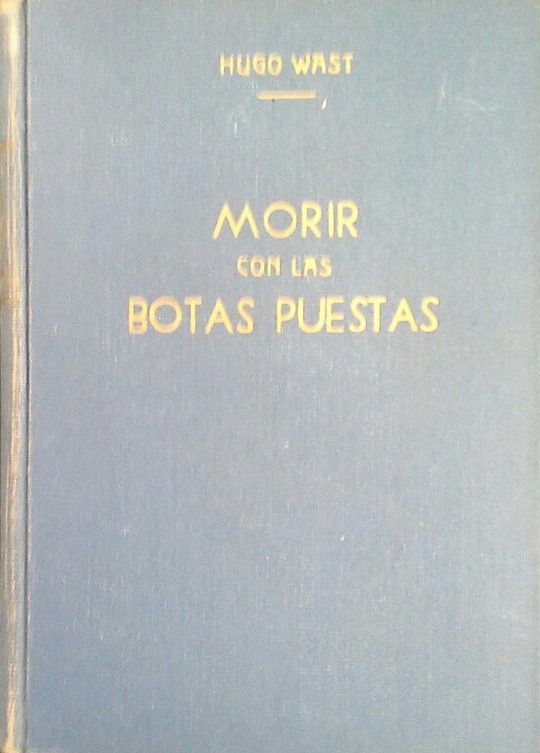 HUGO WAST
MORIR
CON LAS
BOTAS PUESTAS